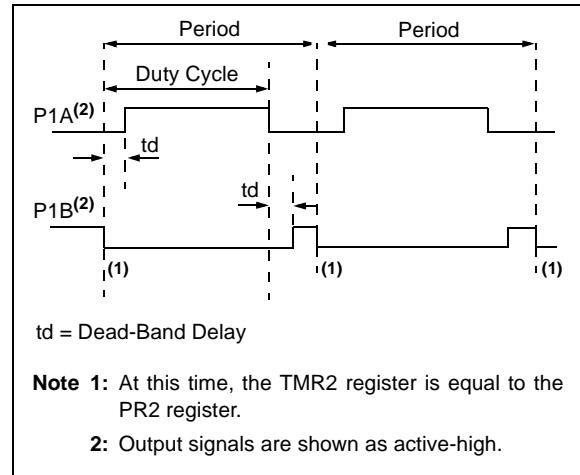 Period Period
Duty Cycle
P1A(2)
td
td
P1B(2)
(1) (1) (1)
td = Dead-Band Delay
Note 1: At this time, the TMR2 register is equal to the
PR2 register.
2: Output signals are shown as active-high.